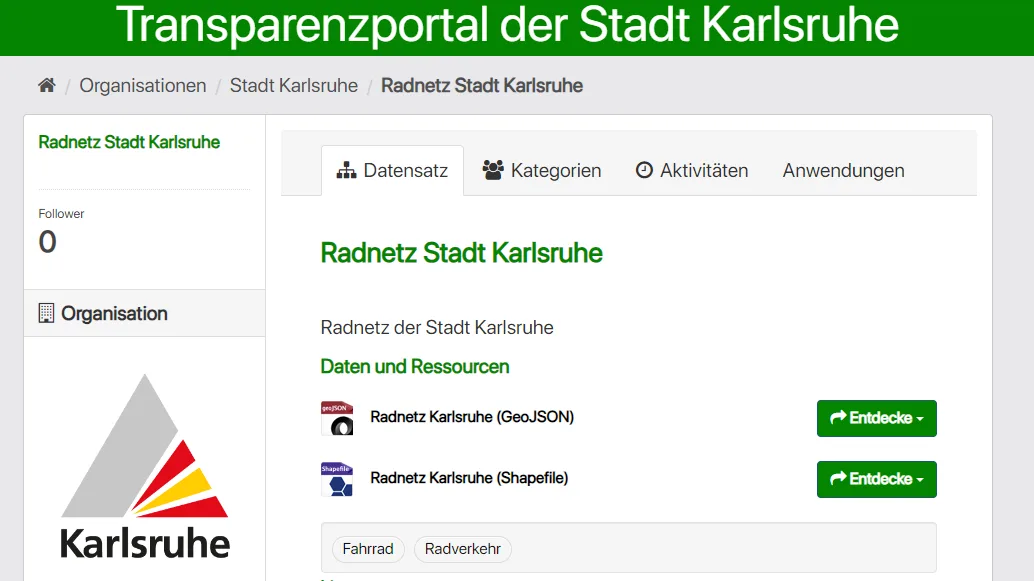 Transparenzportal der Stadt Karlsruhe
/ Organisationen / Stadt Karlsruhe / Radnetz Stadt Karlsruhe
Radnetz Stadt Karlsruhe
Follower
0
Organisation
Karlsruhe
Datensatz Kategorien Aktivitäten Anwendungen
Radnetz Stadt Karlsruhe
Radnetz der Stadt Karlsruhe
Daten und Ressourcen
geoJSON Radnetz Karlsruhe (GeoJSON) Entdecke
Shapefile Radnetz Karlsruhe (Shapefile) Entdecke
Fahrrad Radverkehr